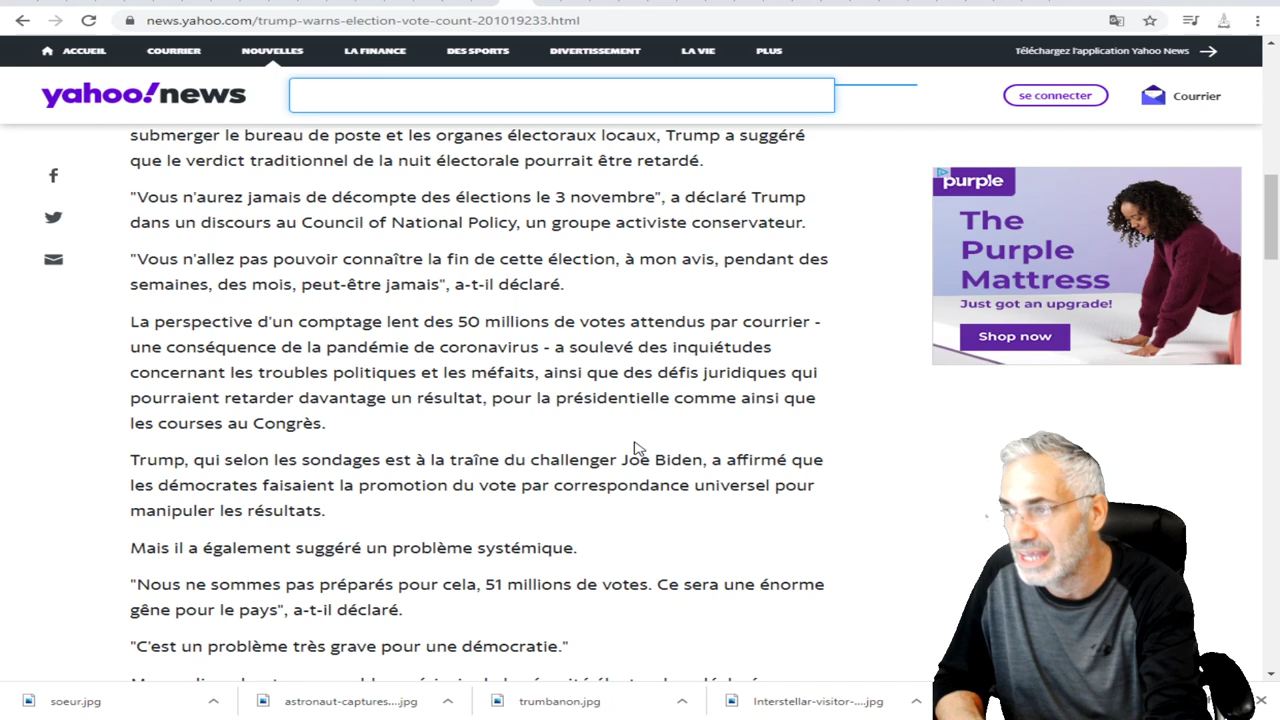 news.yahoo.com/trump-warns-election-vote-count-201019233.html
ACCUEIL COURRIER NOUVELLES LA FINANCE DES SPORTS DIVERTISSEMENTS LA VIE PLUS Téléchargez l'application Yahoo News
yahoo!news se connecter Courrier
submerger le bureau de poste et les organes électoraux locaux, Trump a suggéré
que le verdict traditionnel de la nuit électorale pourrait être retardé.
"Vous n'aurez jamais de décompte des élections le 3 novembre", a déclaré Trump
dans un discours au Council of National Policy, un groupe activiste conservateur.
"Vous n'allez pas pouvoir connaître la fin de cette élection, à mon avis, pendant des
semaines, des mois, peut-être jamais", a-t-il déclaré.
La perspective d'un comptage lent des 50 millions de votes attendus par courrier -
une conséquence de la pandémie de coronavirus - a soulevé des inquiétudes
concernant les troubles politiques et les méfaits, ainsi que des défis juridiques qui
pourraient retarder davantage un résultat, pour la présidentielle comme ainsi que
les courses au Congrès.
Trump, qui selon les sondages est à la traîne du challenger Joe Biden, a affirmé que
les démocrates faisaient la promotion du vote par correspondance universel pour
manipuler les résultats.
Mais il a également suggéré un problème systémique.
"Nous ne sommes pas préparés pour cela, 51 millions de votes. Ce sera une énorme
gêne pour le pays", a-t-il déclaré.
"C'est un problème très grave pour une démocratie."
purple
The
Purple
Mattress
Just got an upgrade!
Shop now
soeur.jpg astronaut-captures....jpg trumbanon.jpg Interstellar-visitor-....jpg